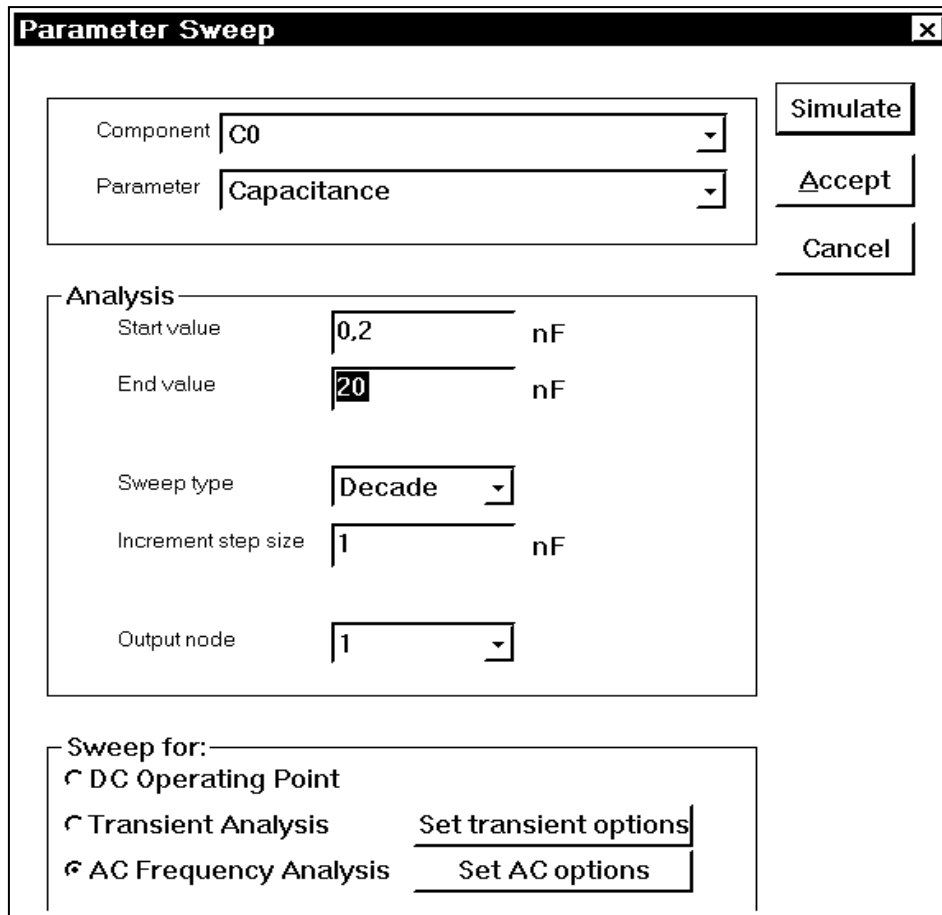 Parameter Sweep
Component C0
Parameter Capacitance
Simulate
Accept
Cancel
Analysis
Start value 0,2 nF
End value 20 nF
Sweep type Decade
Increment step size 1 nF
Output node 1
Sweep for:
DC Operating Point
Transient Analysis Set transient options
AC Frequency Analysis Set AC options